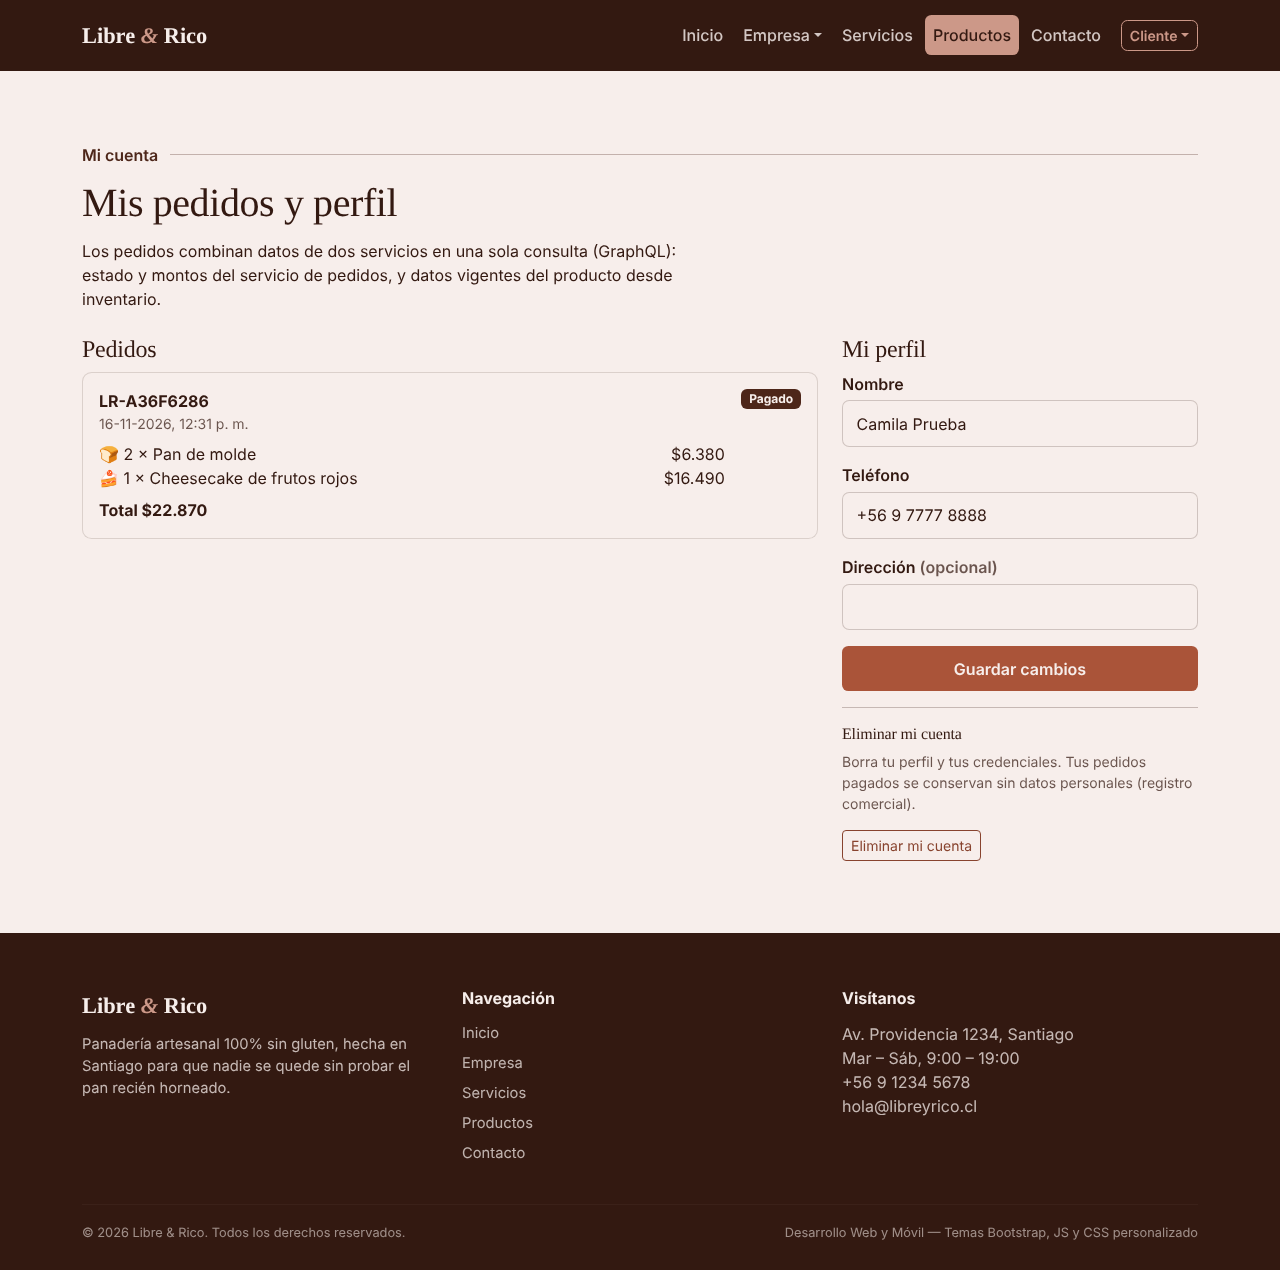 Libre & Rico
Inicio Empresa Servicios Productos Contacto Cliente
Mi cuenta
Mis pedidos y perfil
Los pedidos combinan datos de dos servicios en una sola consulta (GraphQL):
estado y montos del servicio de pedidos, y datos vigentes del producto desde
inventario.
Pedidos
LR-A36F6286
Pagado
16-11-2026, 12:31 p. m.
2 × Pan de molde $6.380
1 × Cheesecake de frutos rojos $16.490
Total $22.870
Mi perfil
Nombre
Camila Prueba
Teléfono
+56 9 7777 8888
Dirección (opcional)
Guardar cambios
Eliminar mi cuenta
Borra tu perfil y tus credenciales. Tus pedidos
pagados se conservan sin datos personales (registro
comercial).
Eliminar mi cuenta
Libre & Rico
Panadería artesanal 100% sin gluten, hecha en
Santiago para que nadie se quede sin probar el
pan recién horneado.
Navegación
Inicio
Empresa
Servicios
Productos
Contacto
Visítanos
Av. Providencia 1234, Santiago
Mar – Sáb, 9:00 – 19:00
+56 9 1234 5678
hola@libreyrico.cl
© 2026 Libre & Rico. Todos los derechos reservados.
Desarrollo Web y Móvil — Temas Bootstrap, JS y CSS personalizado